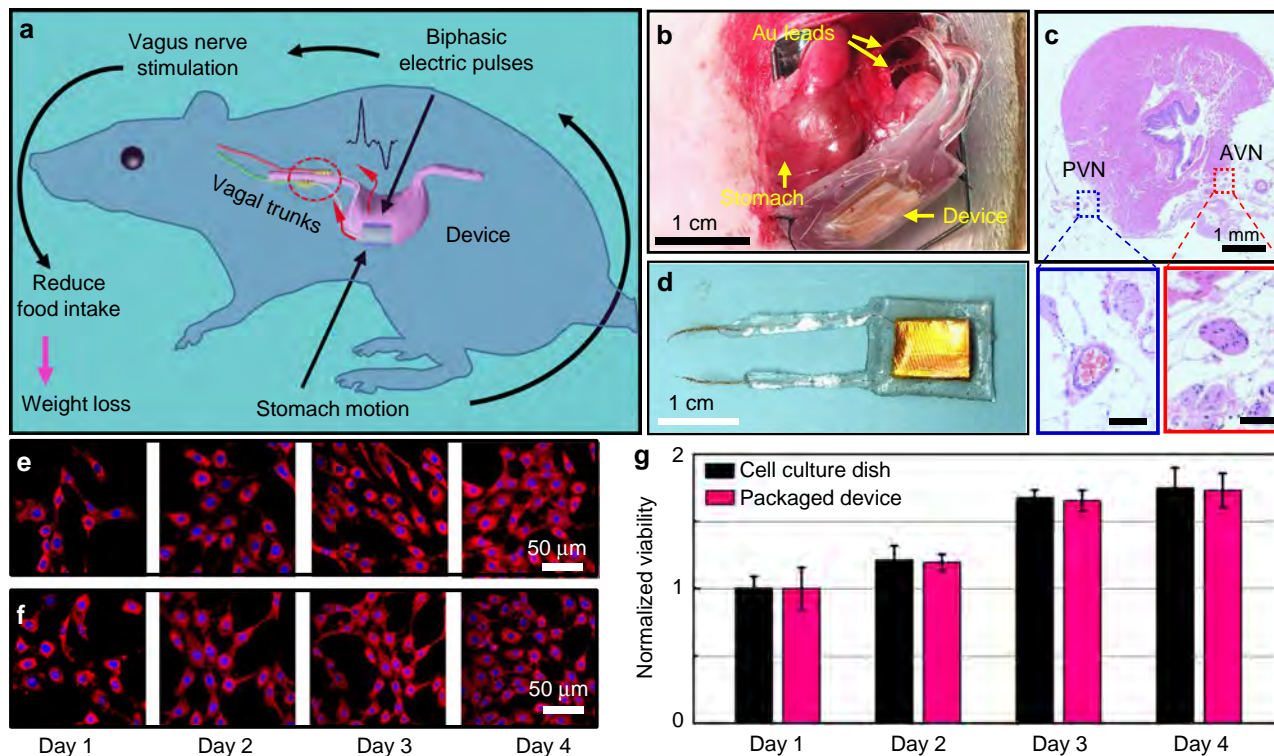 a
Vagus nerve
stimulation
Biphasic
electric pulses
Vagal trunks
Device
Reduce
food intake
Weight loss
Stomach motion
b
Au leads
Stomach
Device
1 cm
c
PVN
AVN
1 mm
d
1 cm
e
50 μm
f
50 μm
Day 1
Day 2
Day 3
Day 4
g
2
Cell culture dish
Packaged device
Normalized viability
1
0
Day 1
Day 2
Day 3
Day 4